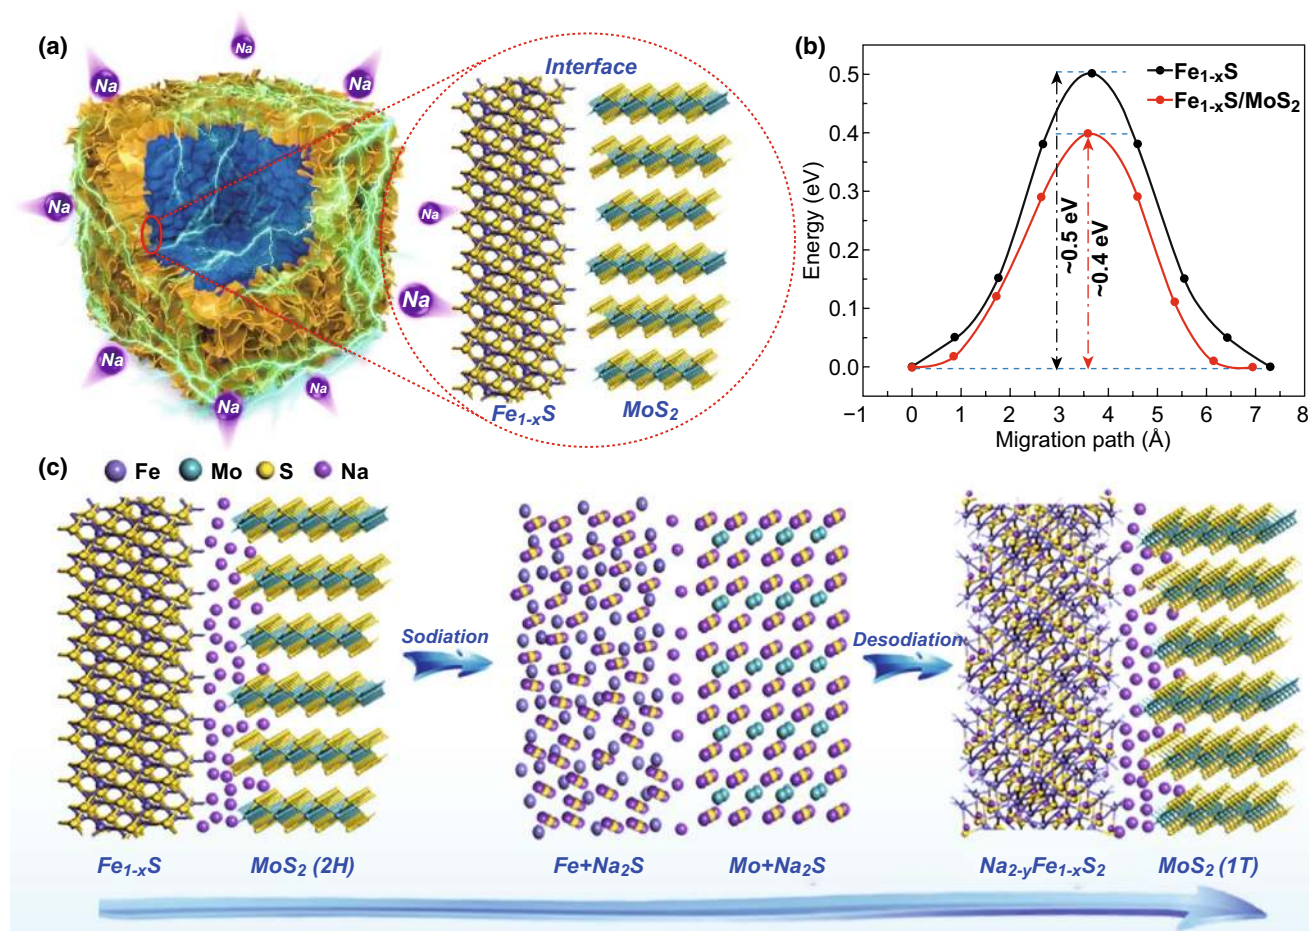 (a)
Na
Na
Na
Na
Na
Na
Na
Na
Na
Interface
Fe₁₋ₓS
MoS₂
(b)
Fe₁₋ₓS
Fe₁₋ₓS/MoS₂
Energy (eV)
0.5
0.4
0.3
0.2
0.1
0.0
~0.5 eV
~0.4 eV
−1 0 1 2 3 4 5 6 7 8
Migration path (Å)
(c)
Fe Mo S Na
Sodiation
Desodiation
Fe₁₋ₓS
MoS₂ (2H)
Fe+Na₂S
Mo+Na₂S
Na₂₋ᵧFe₁₋ₓS₂
MoS₂ (1T)